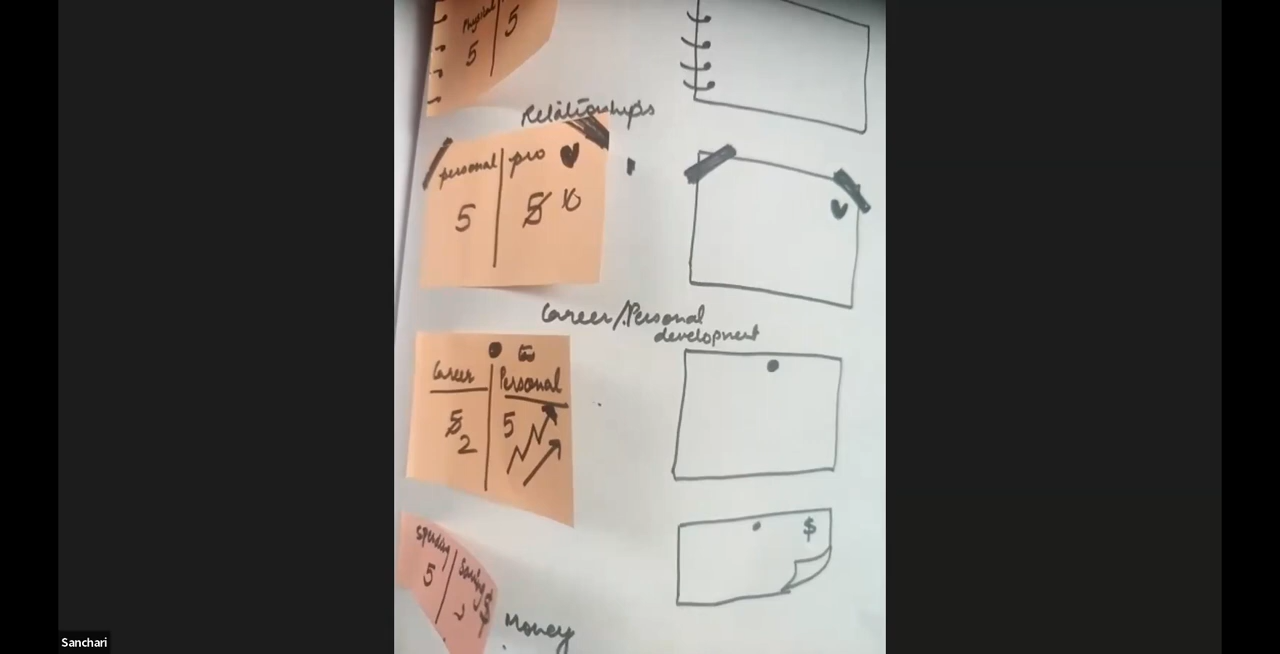 Physical
5
5
Relationships
personal
pro
5
5 10
Career/Personal
development
Career
Personal
5
2
5
$
Spending
5
Saving
$
Money
Sanchari